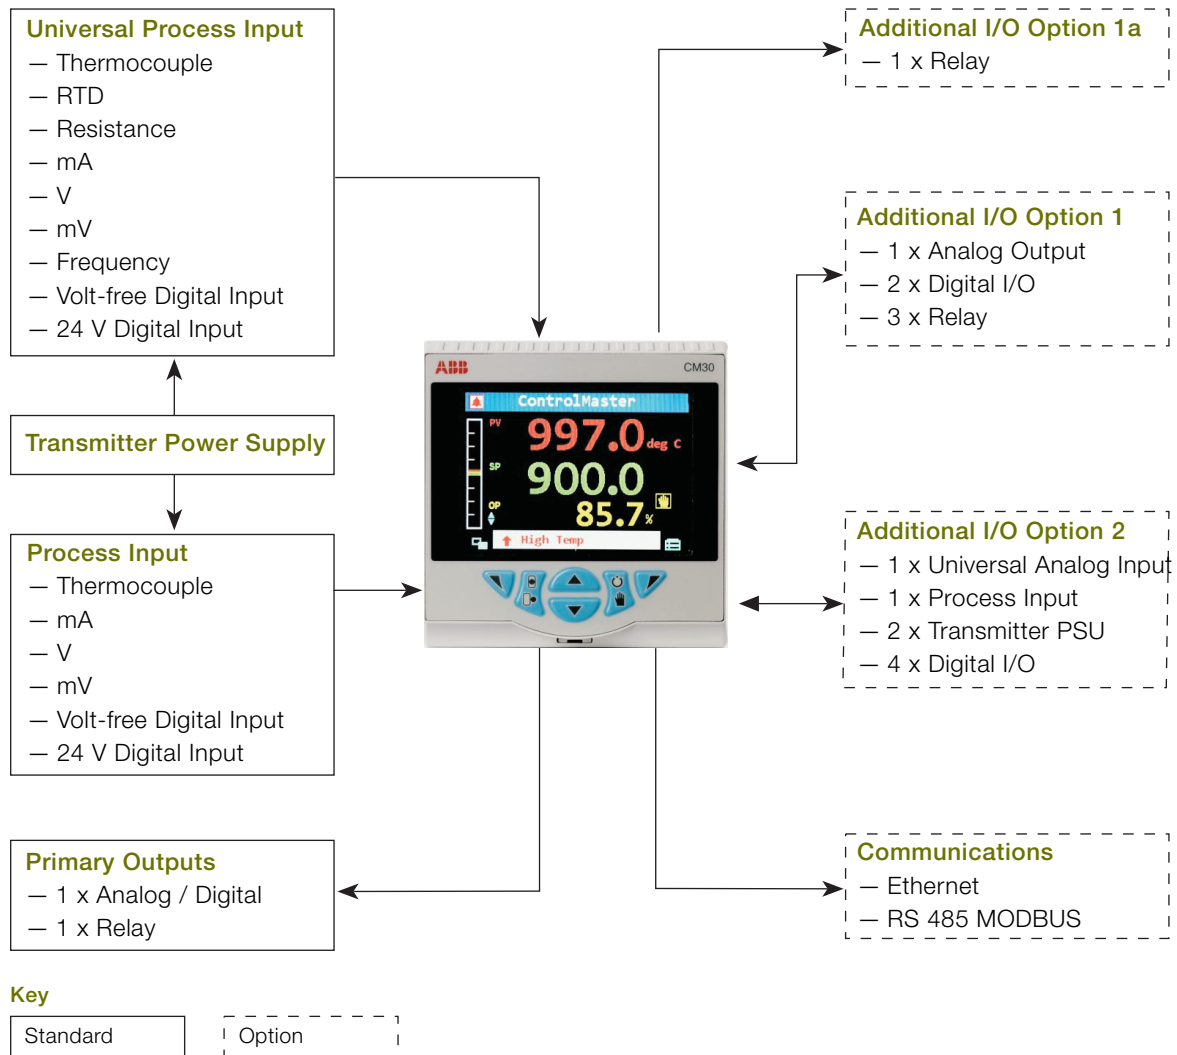 Universal Process Input
— Thermocouple
— RTD
— Resistance
— mA
— V
— mV
— Frequency
— Volt-free Digital Input
— 24 V Digital Input
Transmitter Power Supply
Process Input
— Thermocouple
— mA
— V
— mV
— Volt-free Digital Input
— 24 V Digital Input
Primary Outputs
— 1 x Analog / Digital
— 1 x Relay
ABB
CM30
ControlMaster
PV
997.0 deg C
SP
900.0
OP
85.7 %
High Temp
Additional I/O Option 1a
— 1 x Relay
Additional I/O Option 1
— 1 x Analog Output
— 2 x Digital I/O
— 3 x Relay
Additional I/O Option 2
— 1 x Universal Analog Input
— 1 x Process Input
— 2 x Transmitter PSU
— 4 x Digital I/O
Communications
— Ethernet
— RS 485 MODBUS
Key
Standard
Option